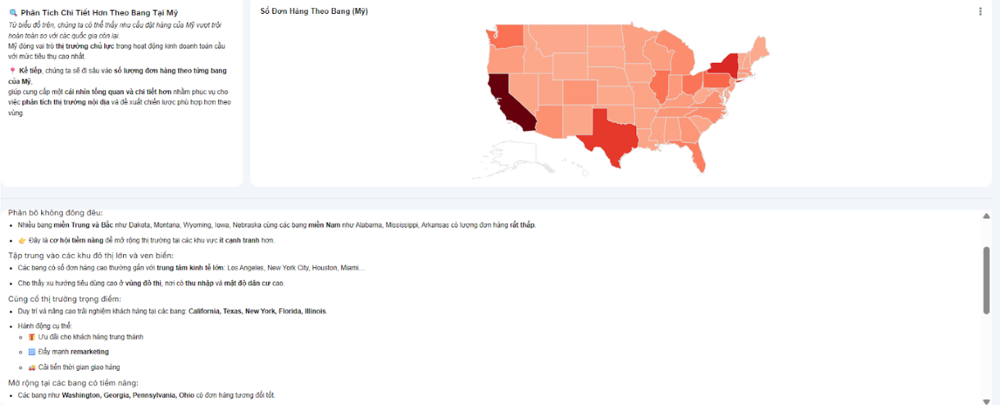 🔍 Phân Tích Chi Tiết Hơn Theo Bang Tại Mỹ
Từ biểu đồ trên, chúng ta có thể thấy nhu cầu đặt hàng của Mỹ vượt trội
hoàn toàn so với các quốc gia còn lại.
Mỹ đóng vai trò thị trường chủ lực trong hoạt động kinh doanh toàn cầu
với mức tiêu thụ cao nhất.
📍 Kế tiếp, chúng ta sẽ đi sâu vào số lượng đơn hàng theo từng bang
của Mỹ,
giúp cung cấp một cái nhìn tổng quan và chi tiết hơn nhằm phục vụ cho
việc phân tích thị trường nội địa và đề xuất chiến lược phù hợp hơn theo
vùng.
Số Đơn Hàng Theo Bang (Mỹ)
Phân bố không đồng đều:
• Nhiều bang miền Trung và Bắc như Dakota, Montana, Wyoming, Iowa, Nebraska cùng các bang miền Nam như Alabama, Mississippi, Arkansas có lượng đơn hàng rất thấp.
• 👉 Đây là cơ hội tiềm năng để mở rộng thị trường tại các khu vực ít cạnh tranh hơn.
Tập trung vào các khu đô thị lớn và ven biển:
• Các bang có số đơn hàng cao thường gắn với trung tâm kinh tế lớn: Los Angeles, New York City, Houston, Miami...
• Cho thấy xu hướng tiêu dùng cao ở vùng đô thị, nơi có thu nhập và mật độ dân cư cao.
Củng cố thị trường trọng điểm:
• Duy trì và nâng cao trải nghiệm khách hàng tại các bang: California, Texas, New York, Florida, Illinois.
• Hành động cụ thể:
○ 🎁 Ưu đãi cho khách hàng trung thành
○ Đẩy mạnh remarketing
○ 🚚 Cải tiến thời gian giao hàng
Mở rộng tại các bang có tiềm năng:
• Các bang như Washington, Georgia, Pennsylvania, Ohio có đơn hàng tương đối tốt.